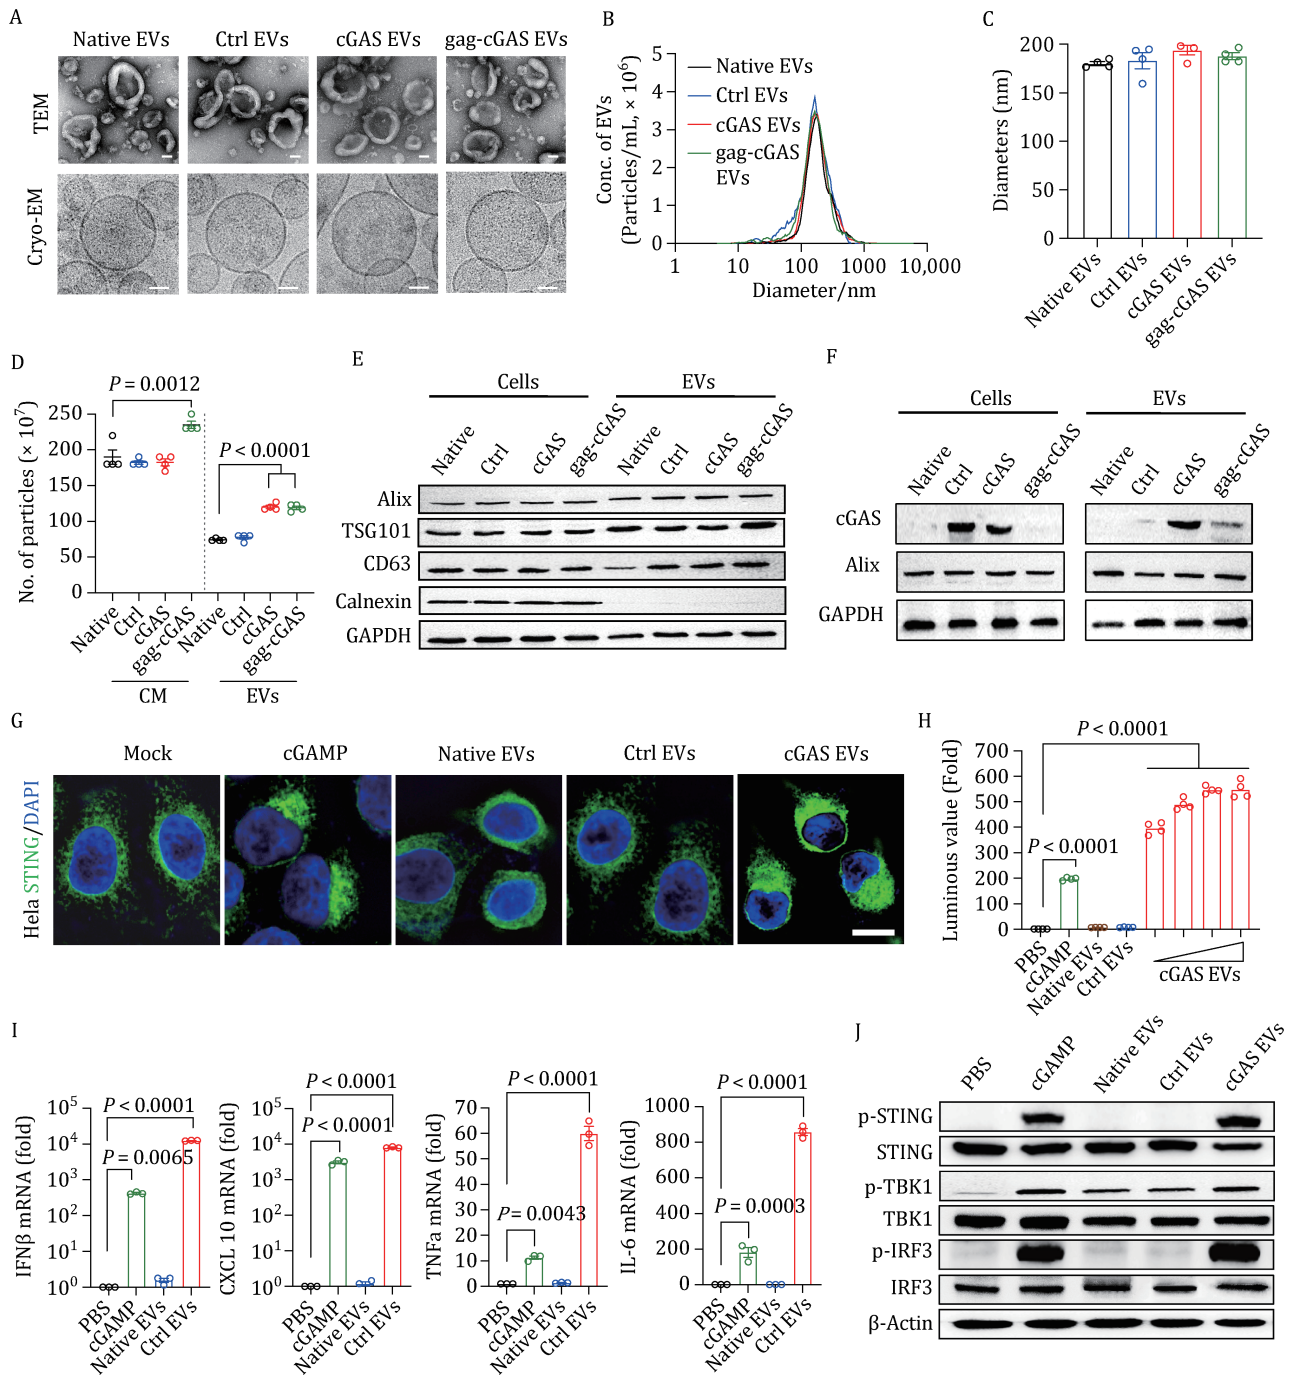 A
Native EVs
Ctrl EVs
cGAS EVs
gag-cGAS EVs
TEM
Cryo-EM
B
Conc. of EVs
(Particles/mL, × 10⁶)
5
4
3
2
1
0
Native EVs
Ctrl EVs
cGAS EVs
gag-cGAS
EVs
1
10
100
1000
10,000
Diameter/nm
C
Diameters (nm)
200
150
100
50
0
Native EVs
Ctrl EVs
cGAS EVs
gag-cGAS EVs
D
No. of particles (× 10⁷)
250
200
150
100
50
0
P = 0.0012
P < 0.0001
Native
Ctrl
cGAS
gag-cGAS
Native
Ctrl
cGAS
gag-cGAS
CM
EVs
E
Cells
EVs
Native
Ctrl
cGAS
gag-cGAS
Native
Ctrl
cGAS
gag-cGAS
Alix
TSG101
CD63
Calnexin
GAPDH
F
Cells
EVs
Native
Ctrl
cGAS
gag-cGAS
Native
Ctrl
cGAS
gag-cGAS
cGAS
Alix
GAPDH
G
Mock
cGAMP
Native EVs
Ctrl EVs
cGAS EVs
Hela STING/DAPI
H
Luminous value (Fold)
700
600
500
400
300
200
100
0
P < 0.0001
P < 0.0001
PBS
cGAMP
Native EVs
Ctrl EVs
cGAS EVs
I
IFNβ mRNA (fold)
10⁵
10⁴
10³
10²
10¹
10⁰
P < 0.0001
P = 0.0065
PBS
cGAMP
Native EVs
Ctrl EVs
CXCL 10 mRNA (fold)
10⁵
10⁴
10³
10²
10¹
10⁰
P < 0.0001
P < 0.0001
PBS
cGAMP
Native EVs
Ctrl EVs
TNFa mRNA (fold)
70
60
50
40
30
20
10
0
P < 0.0001
P = 0.0043
PBS
cGAMP
Native EVs
Ctrl EVs
IL-6 mRNA (fold)
1000
800
600
400
200
0
P < 0.0001
P = 0.0003
PBS
cGAMP
Native EVs
Ctrl EVs
J
PBS
cGAMP
Native EVs
Ctrl EVs
cGAS EVs
p-STING
STING
p-TBK1
TBK1
p-IRF3
IRF3
β-Actin